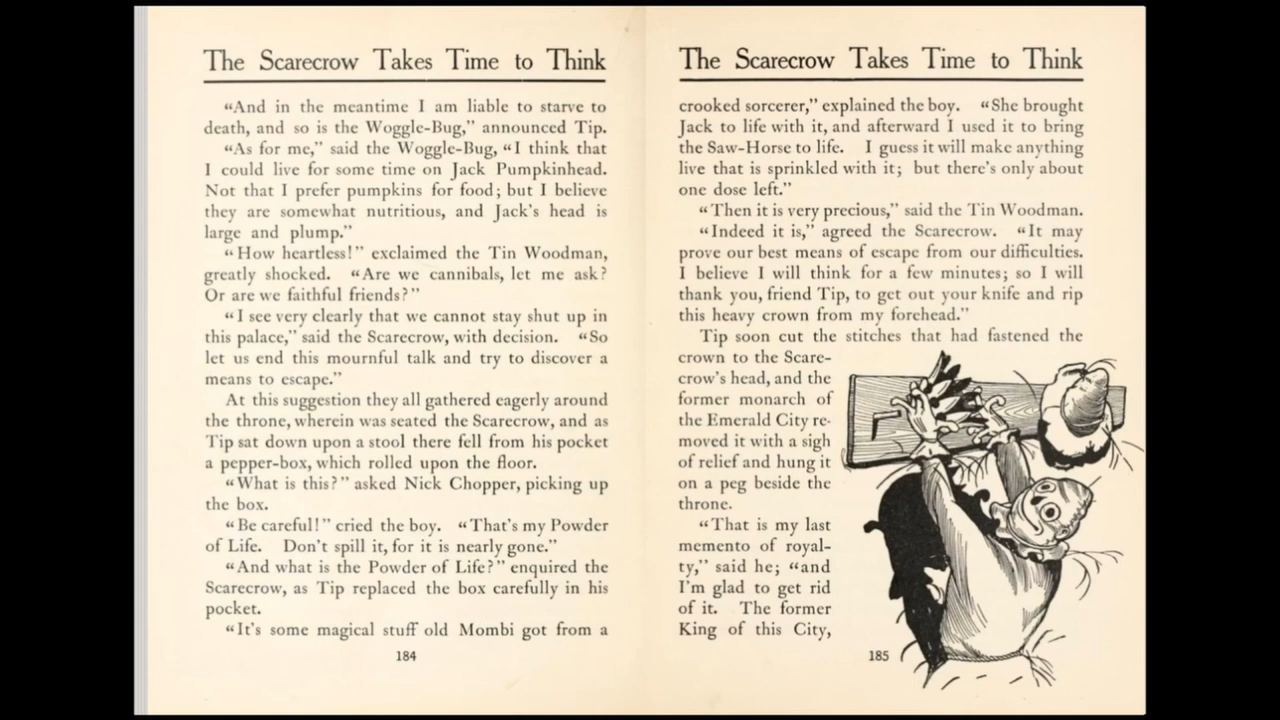 The Scarecrow Takes Time to Think
“And in the meantime I am liable to starve to
death, and so is the Woggle-Bug,” announced Tip.
“As for me,” said the Woggle-Bug, “I think that
I could live for some time on Jack Pumpkinhead.
Not that I prefer pumpkins for food; but I believe
they are somewhat nutritious, and Jack's head is
large and plump.”
“How heartless!” exclaimed the Tin Woodman,
greatly shocked. “Are we cannibals, let me ask?
Or are we faithful friends?”
“I see very clearly that we cannot stay shut up in
this palace,” said the Scarecrow, with decision. “So
let us end this mournful talk and try to discover a
means to escape.”
At this suggestion they all gathered eagerly around
the throne, wherein was seated the Scarecrow, and as
Tip sat down upon a stool there fell from his pocket
a pepper-box, which rolled upon the floor.
“What is this?” asked Nick Chopper, picking up
the box.
“Be careful!” cried the boy. “That's my Powder
of Life. Don't spill it, for it is nearly gone.”
“And what is the Powder of Life?” enquired the
Scarecrow, as Tip replaced the box carefully in his
pocket.
“It's some magical stuff old Mombi got from a
184
The Scarecrow Takes Time to Think
crooked sorcerer,” explained the boy. “She brought
Jack to life with it, and afterward I used it to bring
the Saw-Horse to life. I guess it will make anything
live that is sprinkled with it; but there's only about
one dose left.”
“Then it is very precious,” said the Tin Woodman.
“Indeed it is,” agreed the Scarecrow. “It may
prove our best means of escape from our difficulties.
I believe I will think for a few minutes; so I will
thank you, friend Tip, to get out your knife and rip
this heavy crown from my forehead.”
Tip soon cut the stitches that had fastened the
crown to the Scare-
crow's head, and the
former monarch of
the Emerald City re-
moved it with a sigh
of relief and hung it
on a peg beside the
throne.
“That is my last
memento of royal-
ty,” said he; “and
I'm glad to get rid
of it. The former
King of this City,
185